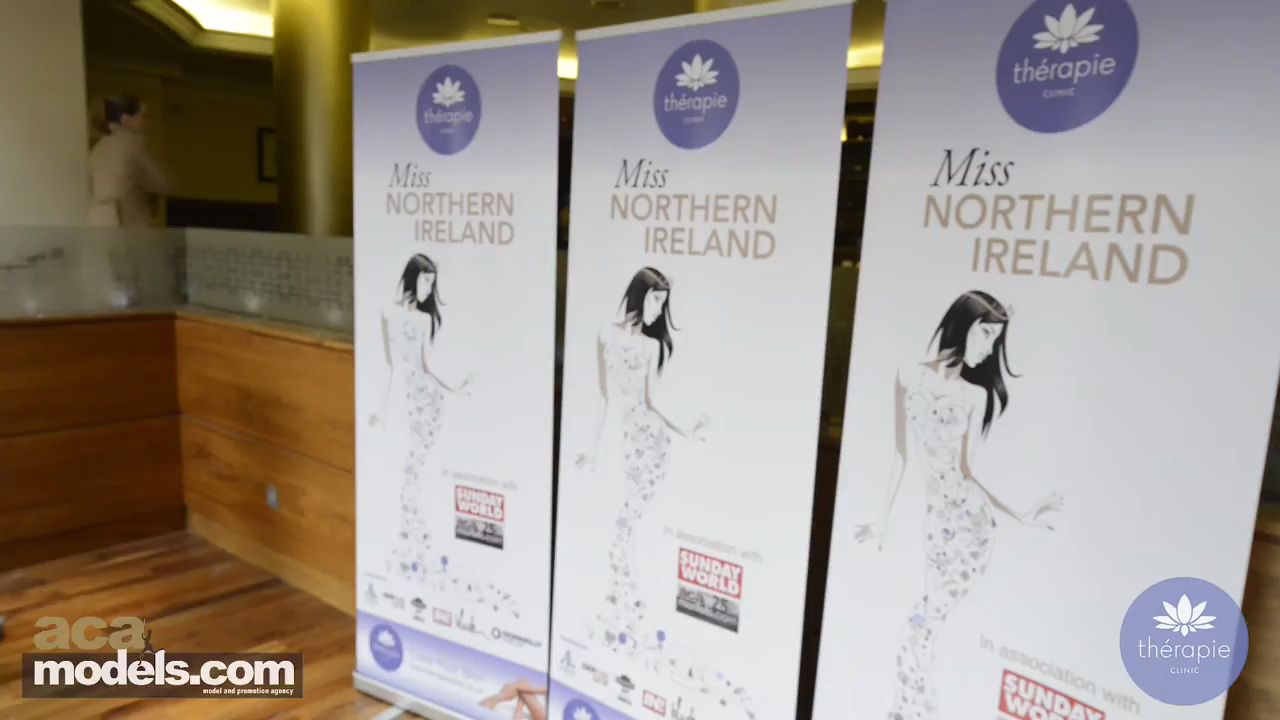 thérapie
CLINIC
Miss
NORTHERN
IRELAND
In association with
SUNDAY
WORLD
thérapie
CLINIC
Miss
NORTHERN
IRELAND
In association with
SUNDAY
WORLD
25
thérapie
CLINIC
Miss
NORTHERN
IRELAND
In association with
SUNDAY
WORLD
aca
models.com
model and promotion agency
thérapie
CLINIC